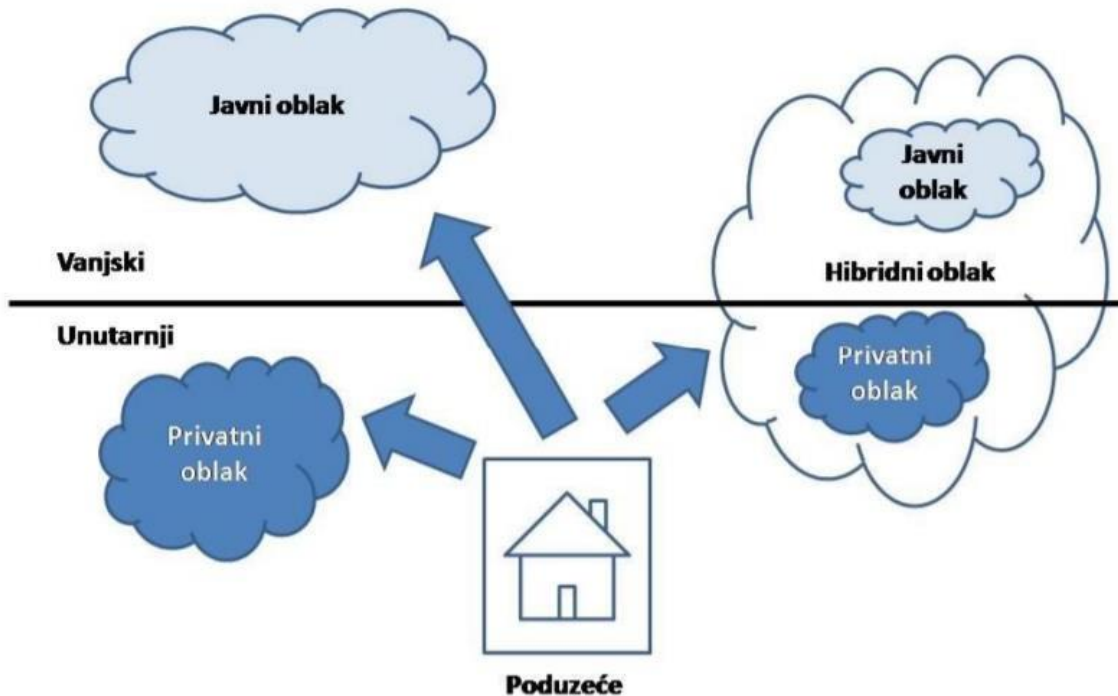 Javni oblak
Javni
oblak
Vanjski
Hibridni oblak
Unutarnji
Privatni
oblak
Privatni
oblak
Poduzeće